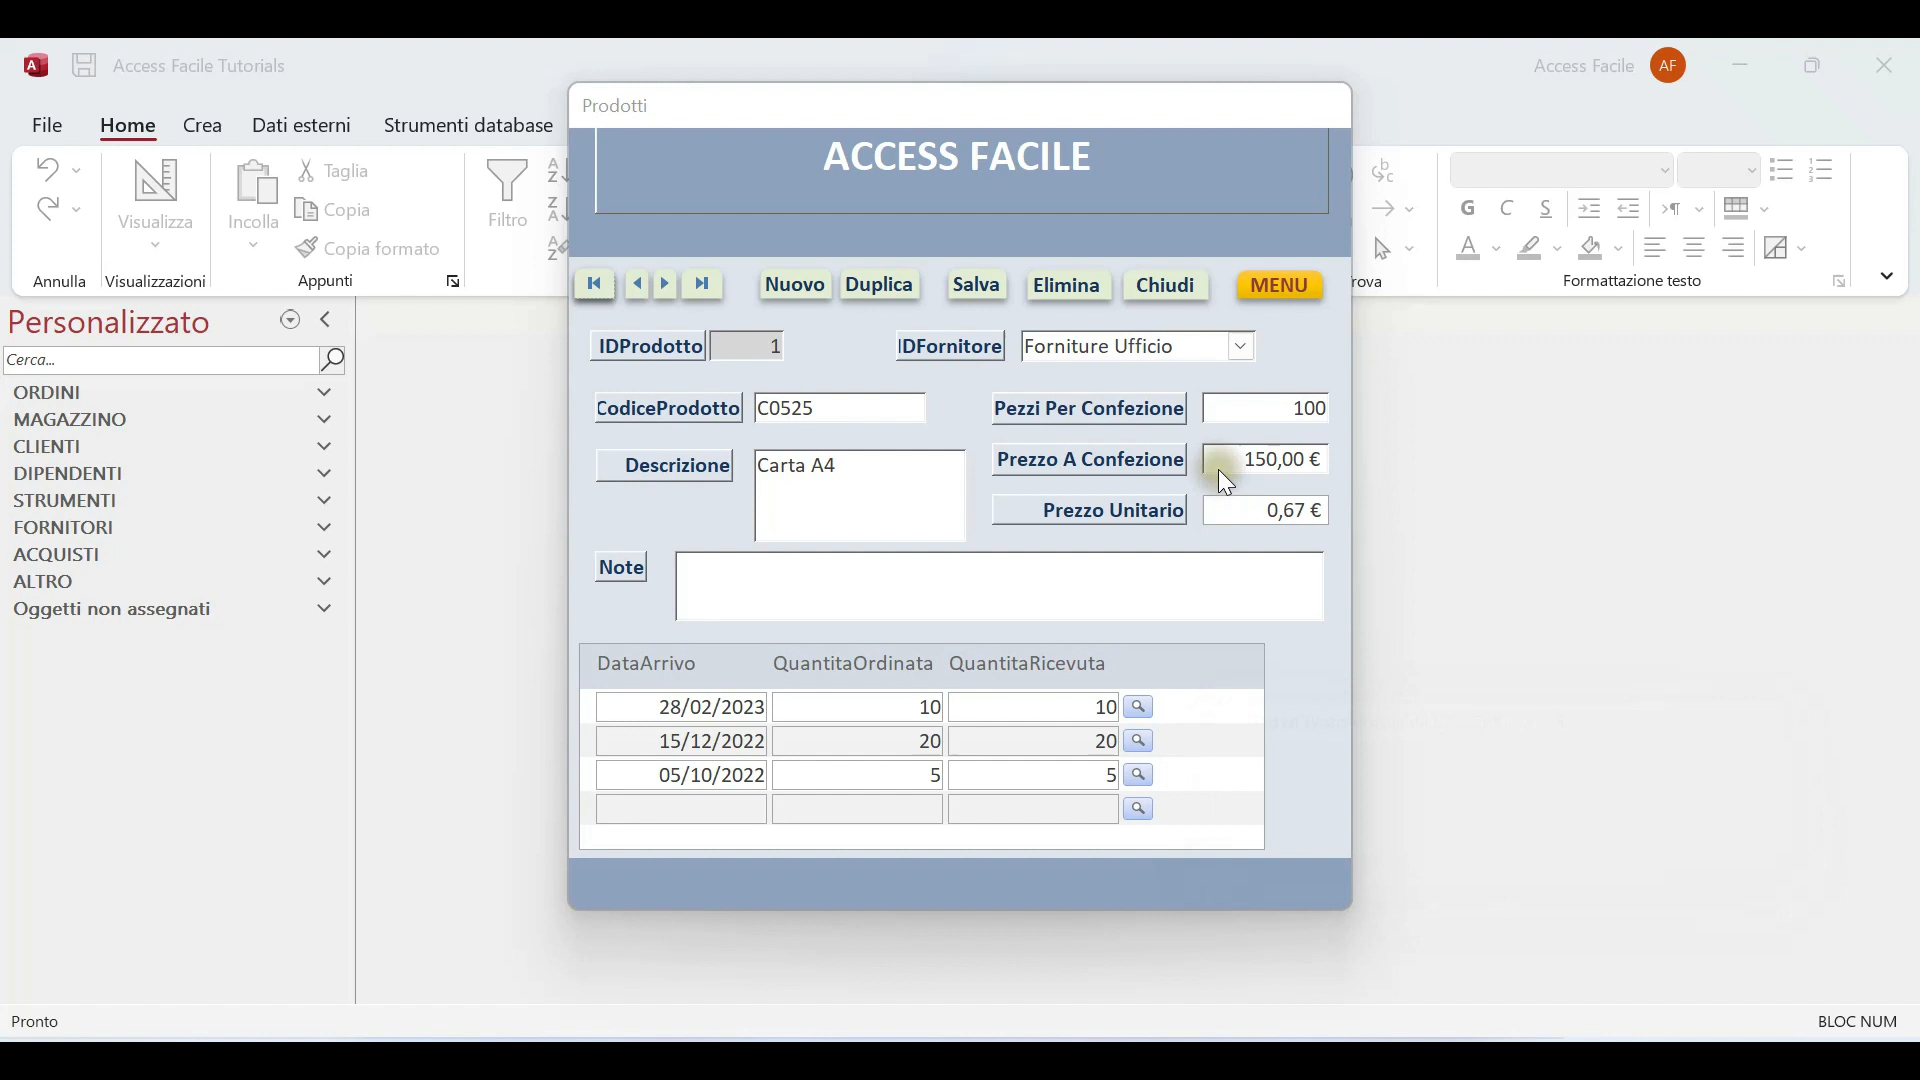 Access Facile Tutorials
Access Facile AF
Prodotti
File Home Crea Dati esterni Strumenti database
ACCESS FACILE
Visualizza
Incolla
Taglia
Copia
Copia formato
Filtro
G C S
Annulla Visualizzazioni Appunti
rova
Formattazione testo
Nuovo Duplica Salva Elimina Chiudi MENU
Personalizzato
Cerca...
ORDINI
MAGAZZINO
CLIENTI
DIPENDENTI
STRUMENTI
FORNITORI
ACQUISTI
ALTRO
Oggetti non assegnati
IDProdotto 1 IDFornitore Forniture Ufficio
CodiceProdotto C0525 Pezzi Per Confezione 100
Descrizione Carta A4 Prezzo A Confezione 150,00 €
Prezzo Unitario 0,67 €
Note
DataArrivo QuantitaOrdinata QuantitaRicevuta
28/02/2023 10 10
15/12/2022 20 20
05/10/2022 5 5
Pronto
BLOC NUM